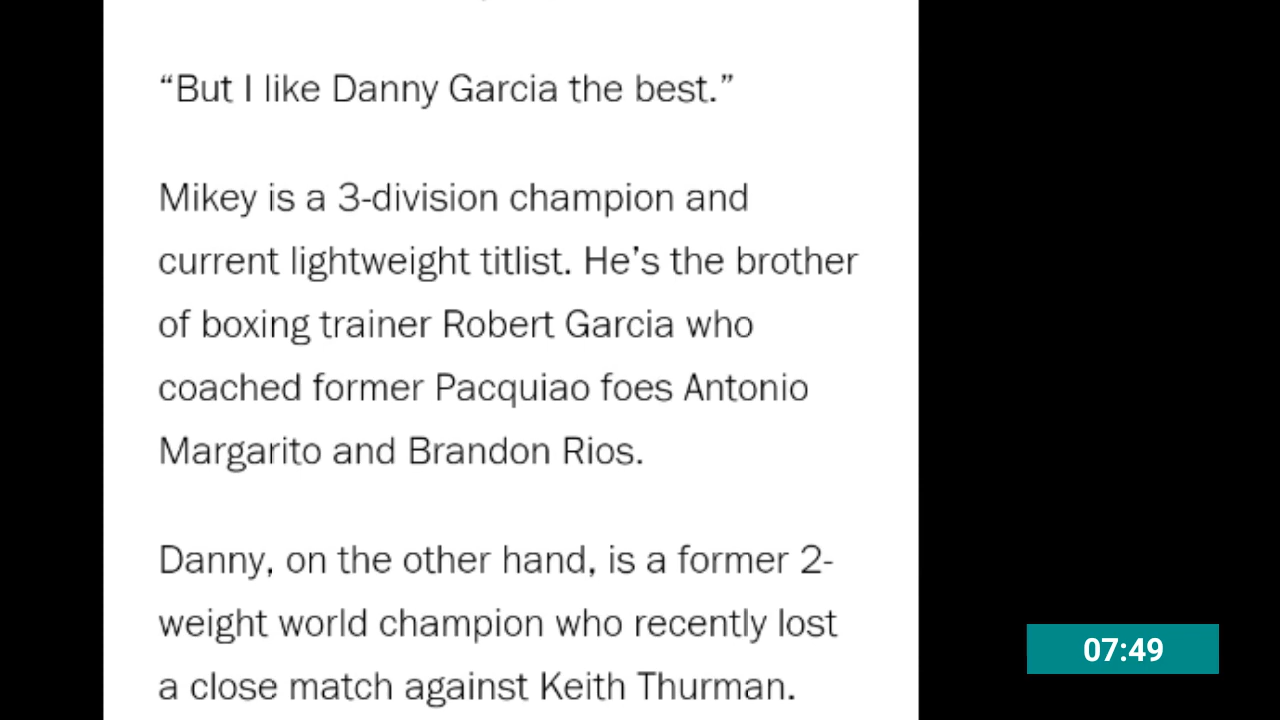 “But I like Danny Garcia the best.”
Mikey is a 3-division champion and
current lightweight titlist. He’s the brother
of boxing trainer Robert Garcia who
coached former Pacquiao foes Antonio
Margarito and Brandon Rios.
Danny, on the other hand, is a former 2-
weight world champion who recently lost
a close match against Keith Thurman.
07:49